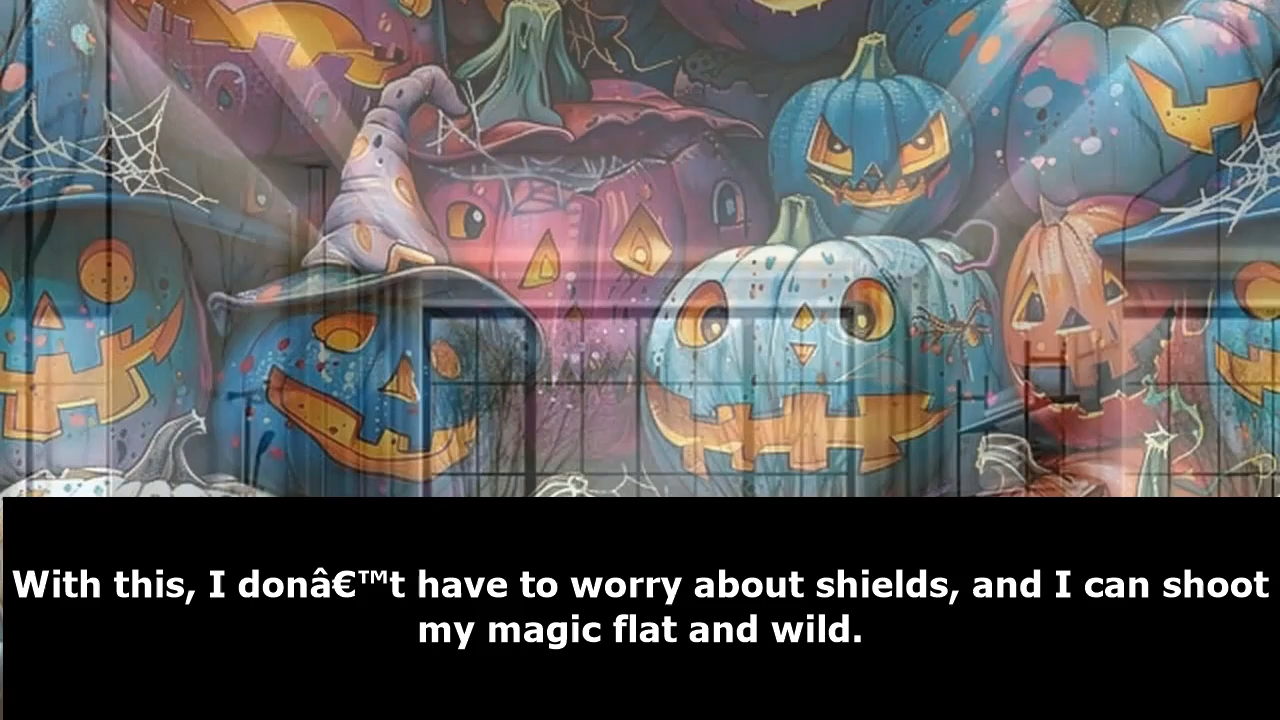 With this, I donâ€™t have to worry about shields, and I can shoot
my magic flat and wild.